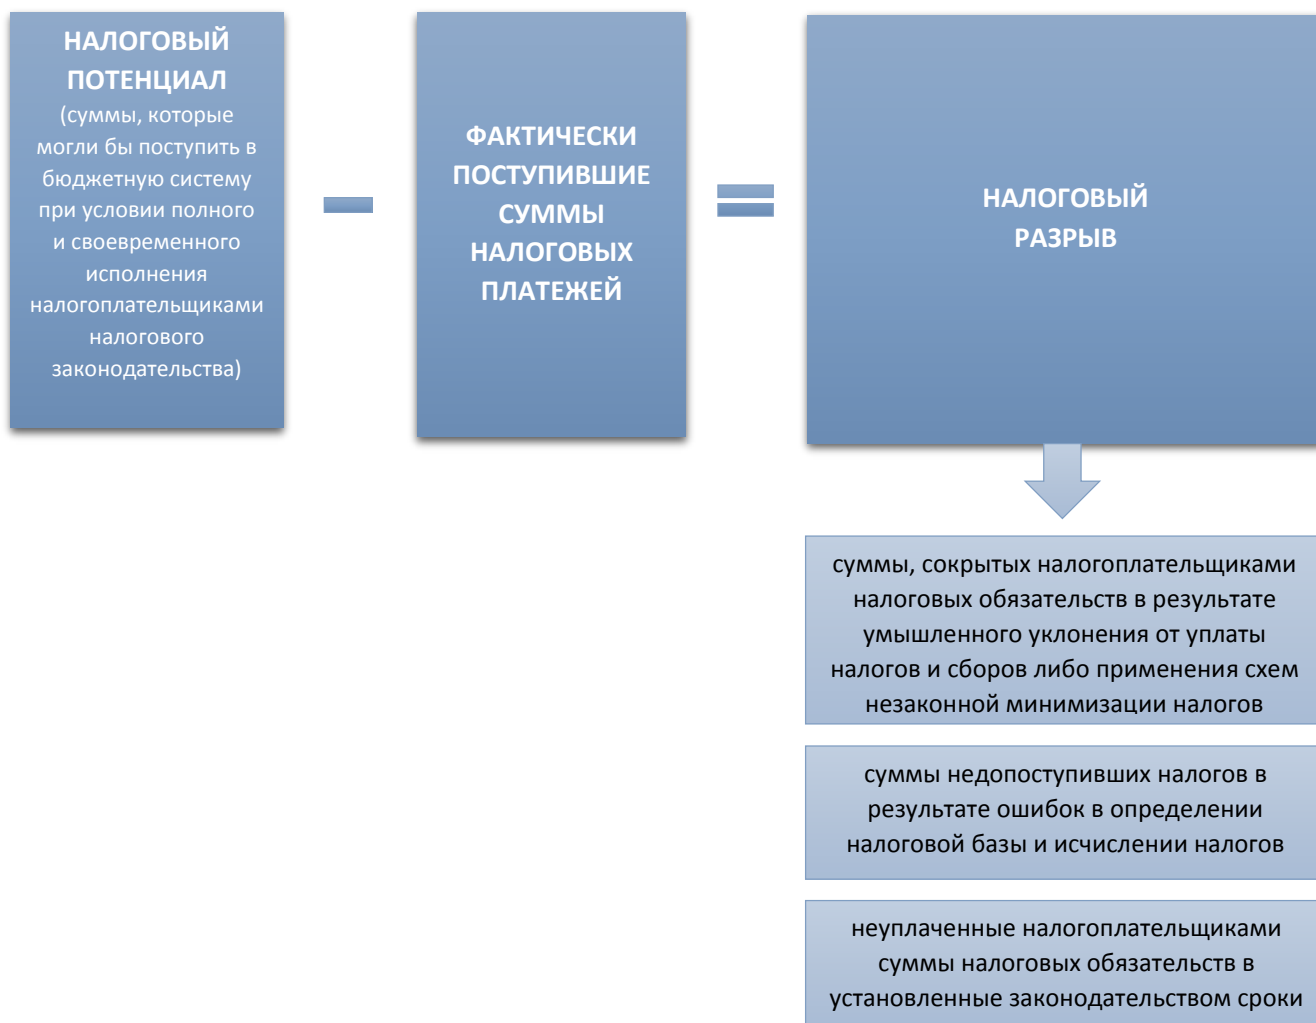 НАЛОГОВЫЙ
ПОТЕНЦИАЛ
(суммы, которые
могли бы поступить в
бюджетную систему
при условии полного
и своевременного
исполнения
налогоплательщиками
налогового
законодательства)
ФАКТИЧЕСКИ
ПОСТУПИВШИЕ
СУММЫ
НАЛОГОВЫХ
ПЛАТЕЖЕЙ
НАЛОГОВЫЙ
РАЗРЫВ
суммы, сокрытых налогоплательщиками
налоговых обязательств в результате
умышленного уклонения от уплаты
налогов и сборов либо применения схем
незаконной минимизации налогов
суммы недопоступивших налогов в
результате ошибок в определении
налоговой базы и исчислении налогов
неуплаченные налогоплательщиками
суммы налоговых обязательств в
установленные законодательством сроки